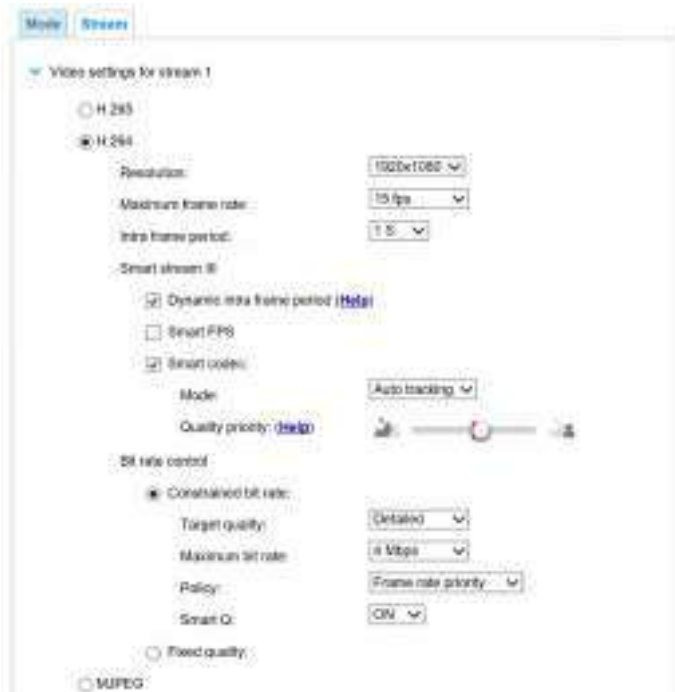 Mode Stream
Video settings for stream 1
H.265
H.264
Resolution: 1920x1080
Maximum frame rate: 15 fps
Intra frame period: 1 S
Smart stream III
Dynamic intra frame period (Help)
Smart FPS
Smart codec:
Mode: Auto tracking
Quality priority: (Help)
Bit rate control
Constrained bit rate:
Target quality: Detailed
Maximum bit rate: Mbps
Policy: Frame rate priority
Smart Q: ON
Fixed quality:
MJPEG